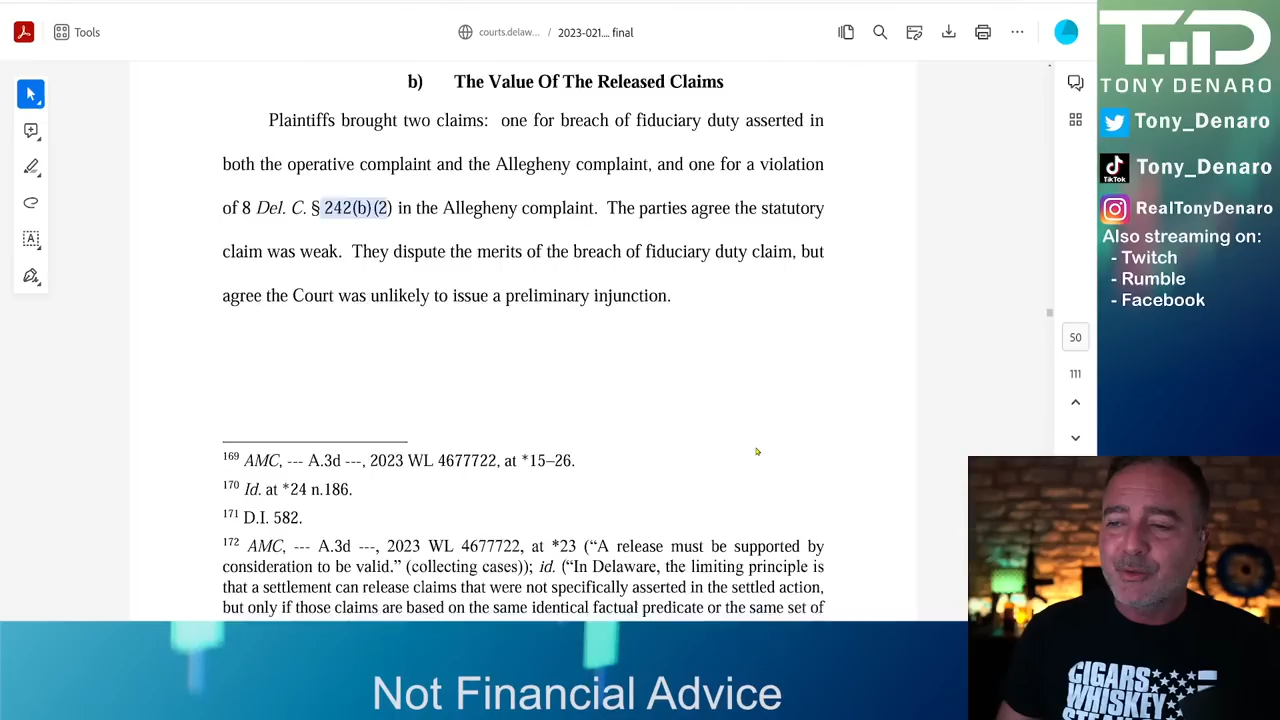 Tools
courts.delaw... / 2023-021.... final
b) The Value Of The Released Claims
Plaintiffs brought two claims: one for breach of fiduciary duty asserted in
both the operative complaint and the Allegheny complaint, and one for a violation
of 8 Del. C. § 242(b)(2) in the Allegheny complaint. The parties agree the statutory
claim was weak. They dispute the merits of the breach of fiduciary duty claim, but
agree the Court was unlikely to issue a preliminary injunction.
169 AMC, --- A.3d ---, 2023 WL 4677722, at *15–26.
170 Id. at *24 n.186.
171 D.I. 582.
172 AMC, --- A.3d ---, 2023 WL 4677722, at *23 (“A release must be supported by
consideration to be valid.” (collecting cases)); id. (“In Delaware, the limiting principle is
that a settlement can release claims that were not specifically asserted in the settled action,
but only if those claims are based on the same identical factual predicate or the same set of
50
111
TD
TONY DENARO
Tony_Denaro
TikTok
Tony_Denaro
RealTonyDenaro
Also streaming on:
- Twitch
- Rumble
- Facebook
CIGARS
WHISKEY
Not Financial Advice